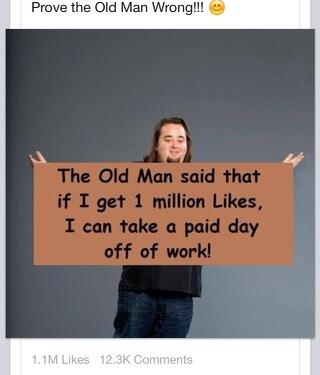 Prove the Old Man Wrong!!! 😊
The Old Man said that
if I get 1 million Likes,
I can take a paid day
off of work!
1.1M Likes 12.3K Comments